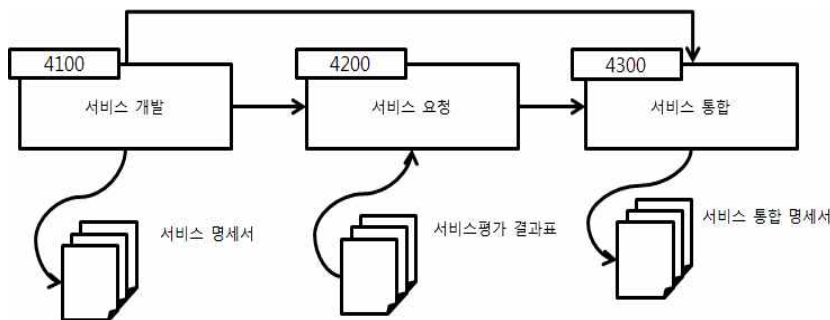 4100
서비스 개발
4200
서비스 요청
4300
서비스 통합
서비스 명세서
서비스평가 결과표
서비스 통합 명세서